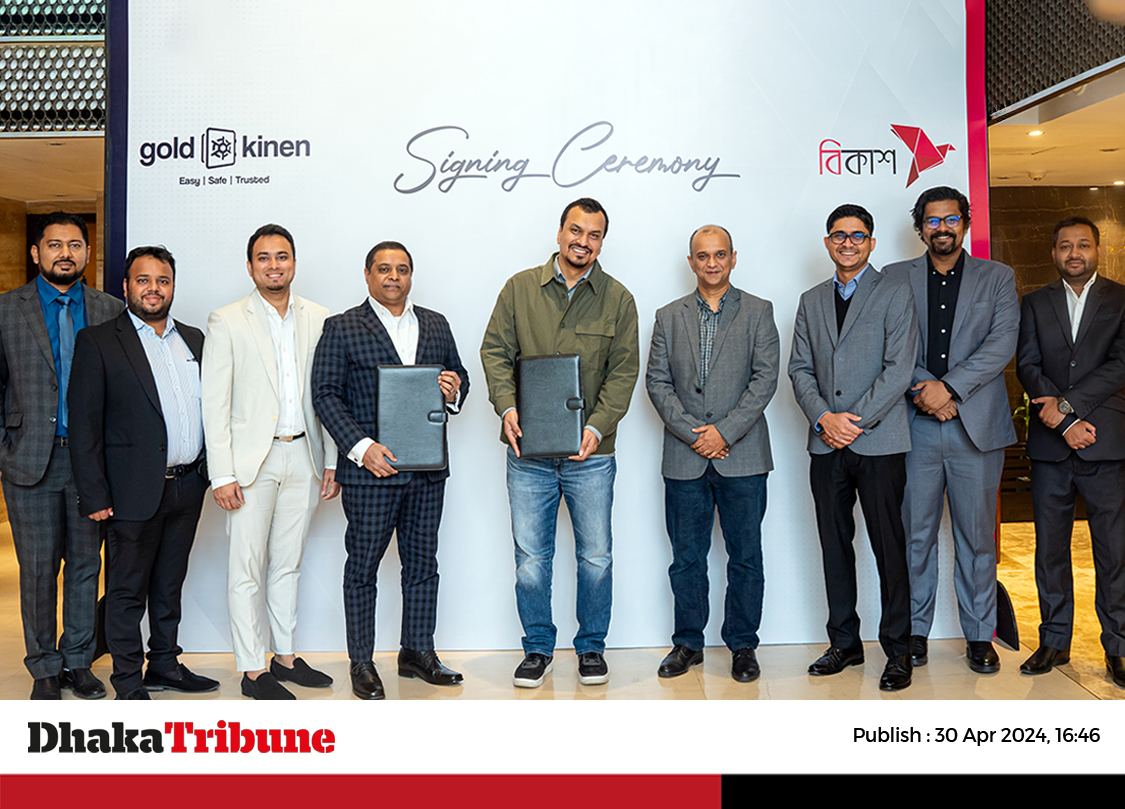 gold kinen
Easy | Safe | Trusted
Signing Ceremony
বিকাশ
DhakaTribune
Publish : 30 Apr 2024, 16:46